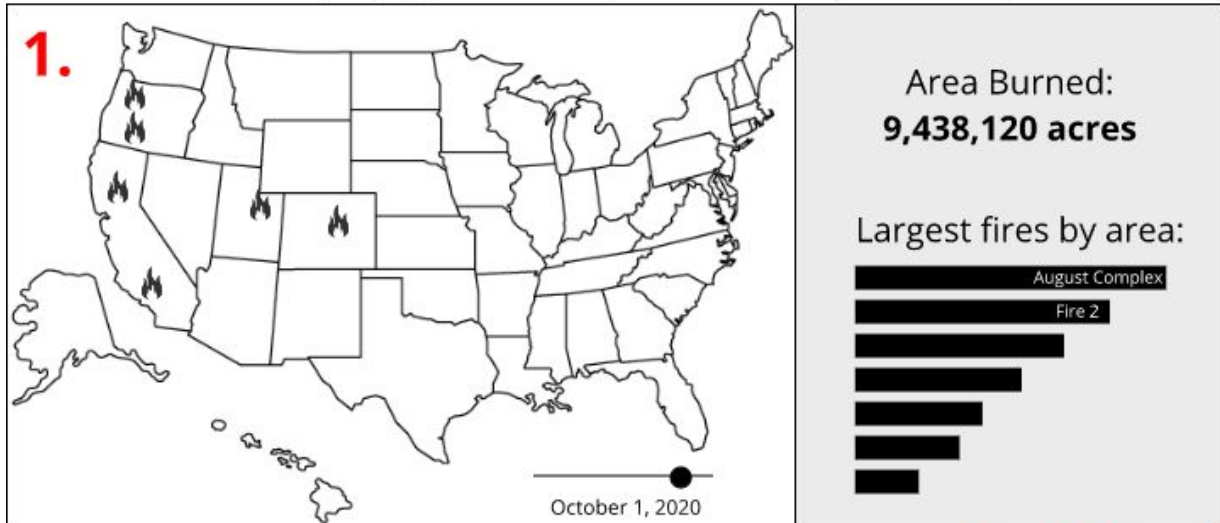 1.
October 1, 2020
Area Burned:
9,438,120 acres
Largest fires by area:
August Complex
Fire 2